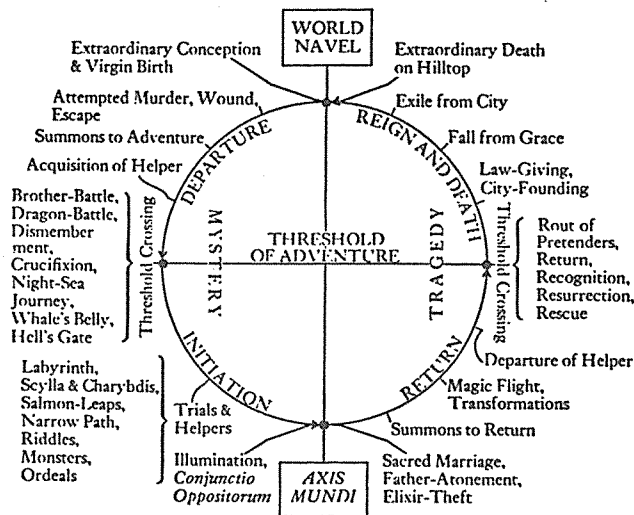 WORLD
NAVEL
Extraordinary Conception
& Virgin Birth
Extraordinary Death
on Hilltop
Attempted Murder, Wound,
Escape
Exile from City
Summons to Adventure
Fall from Grace
Acquisition of Helper
Law-Giving,
City-Founding
DEPARTURE
REIGN AND DEATH
Brother-Battle,
Dragon-Battle,
Dismember
ment,
Crucifixion,
Night-Sea
Journey,
Whale's Belly,
Hell's Gate
Threshold Crossing
MYSTERY
THRESHOLD
OF ADVENTURE
TRAGEDY
Threshold Crossing
Rout of
Pretenders,
Return,
Recognition,
Resurrection,
Rescue
Departure of Helper
INITIATION
RETURN
Labyrinth,
Scylla & Charybdis,
Salmon-Leaps,
Narrow Path,
Riddles,
Monsters,
Ordeals
Trials &
Helpers
Magic Flight,
Transformations
Summons to Return
Illumination,
Conjunctio
Oppositorum
AXIS
MUNDI
Sacred Marriage,
Father-Atonement,
Elixir-Theft